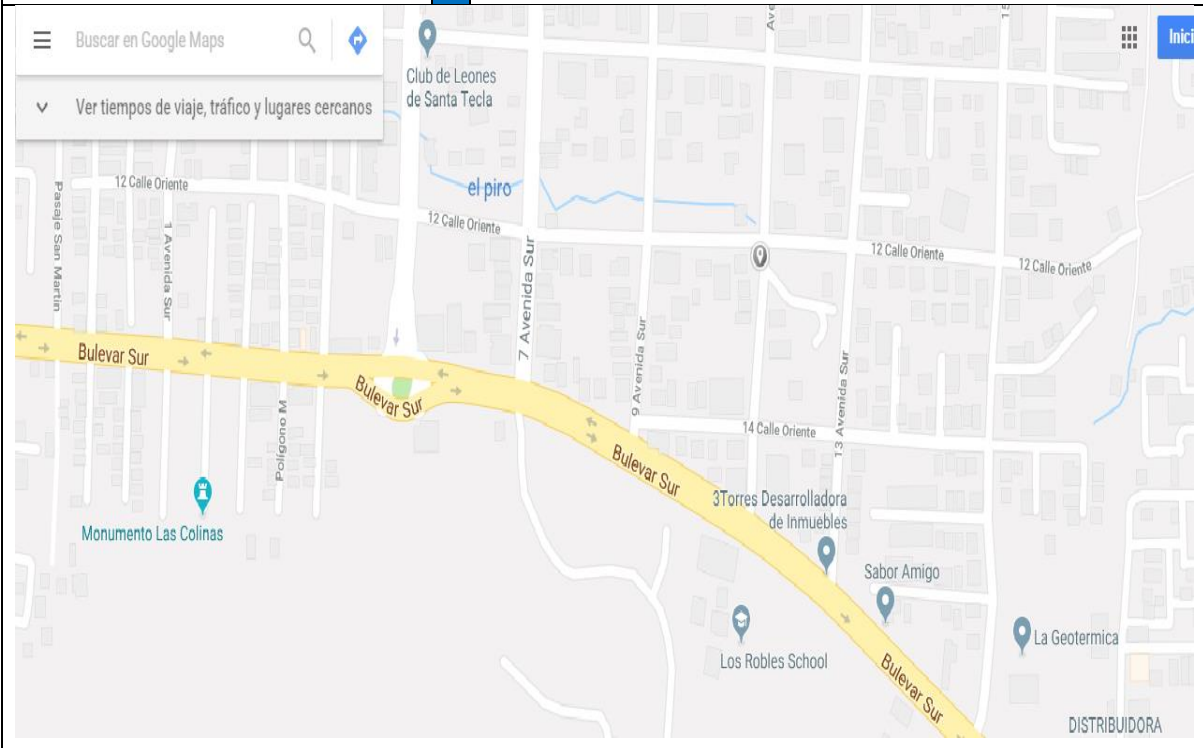 Buscar en Google Maps
Inici
Ver tiempos de viaje, tráfico y lugares cercanos
Club de Leones
de Santa Tecla
Ave
15
el piro
12 Calle Oriente
12 Calle Oriente
12 Calle Oriente
12 Calle Oriente
Pasaje San Martin
1 Avenida Sur
7 Avenida Sur
Bulevar Sur
Bulevar Sur
9 Avenida Sur
13 Avenida Sur
Polígono M
14 Calle Oriente
Bulevar Sur
3Torres Desarrolladora
de Inmuebles
Monumento Las Colinas
Sabor Amigo
La Geotermica
Los Robles School
Bulevar Sur
DISTRIBUIDORA